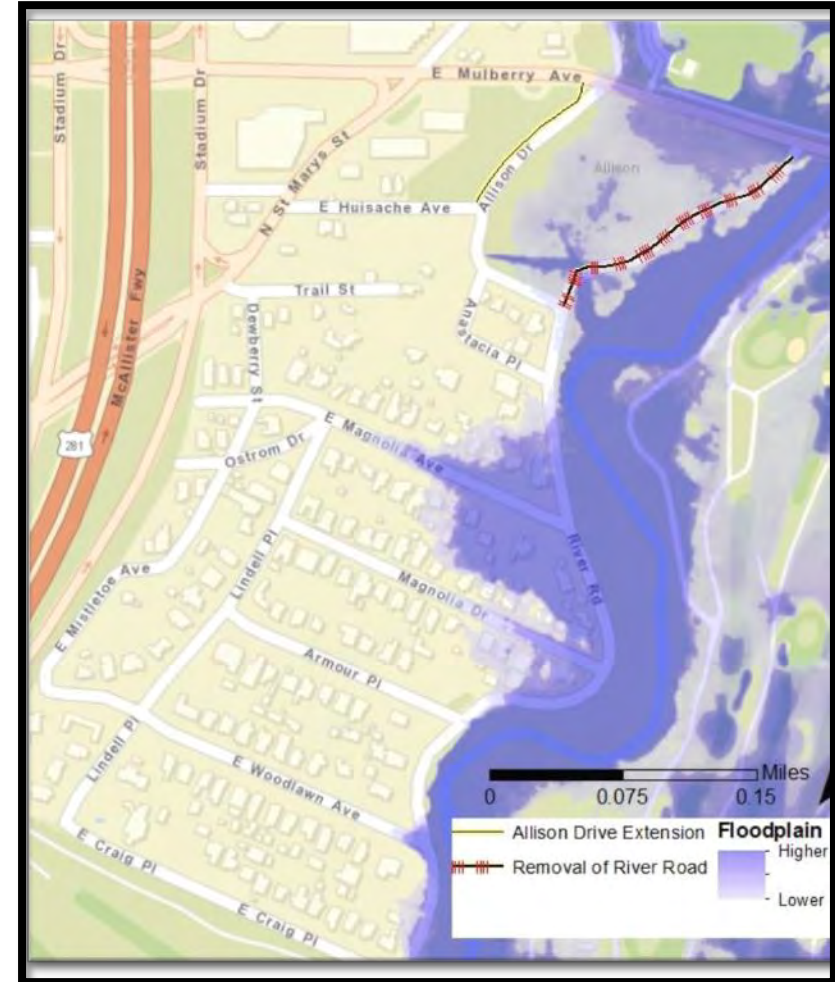 Stadium Dr
Stadium Dr
E Mulberry Ave
N St Marys St
Allison Dr
Allison
E Huisache Ave
McAllister Fwy
Trail St
Anastacia Pl
Dewberry St
281
E Magnolia Ave
Ostrom Dr
River Rd
Lindell Pl
Magnolia Dr
E Mistletoe Ave
Armour Pl
Lindell Pl
E Woodlawn Ave
E Craig Pl
E Craig Pl
Miles
0 0.075 0.15
Allison Drive Extension
Removal of River Road
Floodplain
Higher
Lower